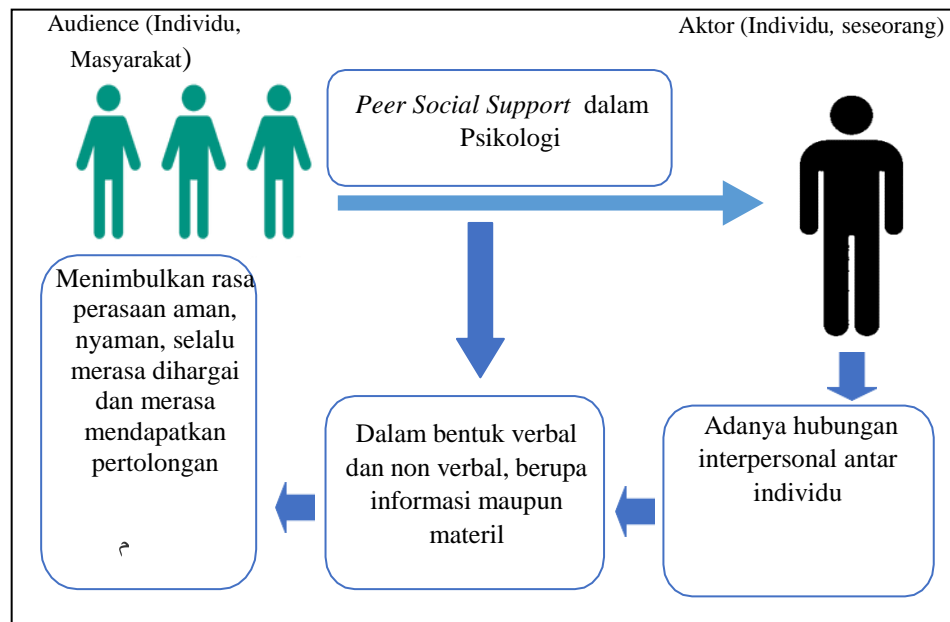 Audience (Individu,
Masyarakat)
Aktor (Individu, seseorang)
Peer Social Support dalam
Psikologi
Menimbulkan rasa
perasaan aman,
nyaman, selalu
merasa dihargai
dan merasa
mendapatkan
pertolongan
م
Dalam bentuk verbal
dan non verbal, berupa
informasi maupun
materil
Adanya hubungan
interpersonal antar
individu